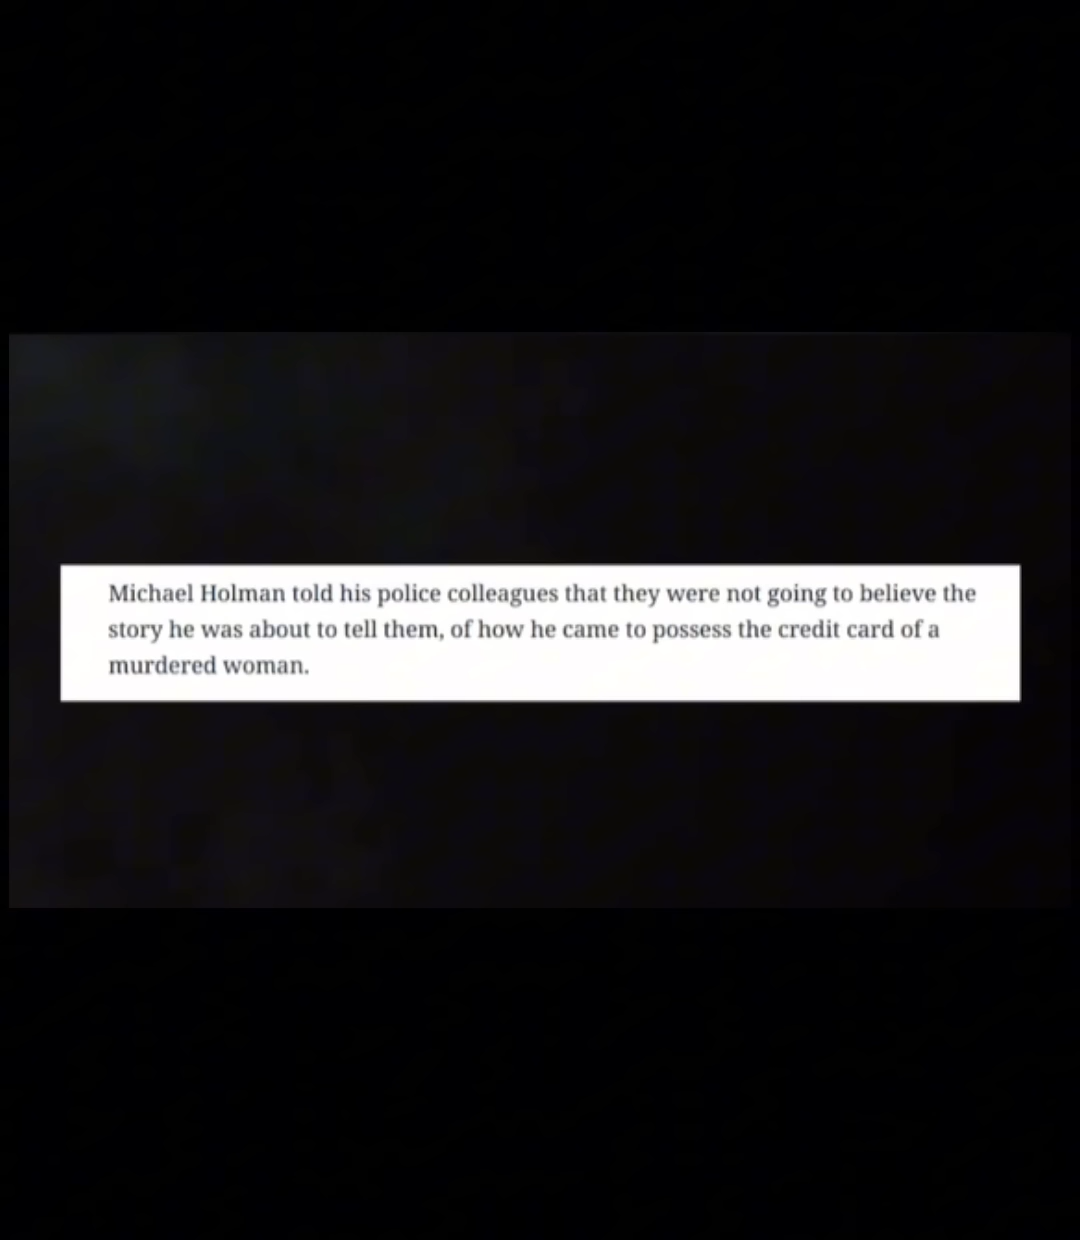 Michael Holman told his police colleagues that they were not going to believe the
story he was about to tell them, of how he came to possess the credit card of a
murdered woman.